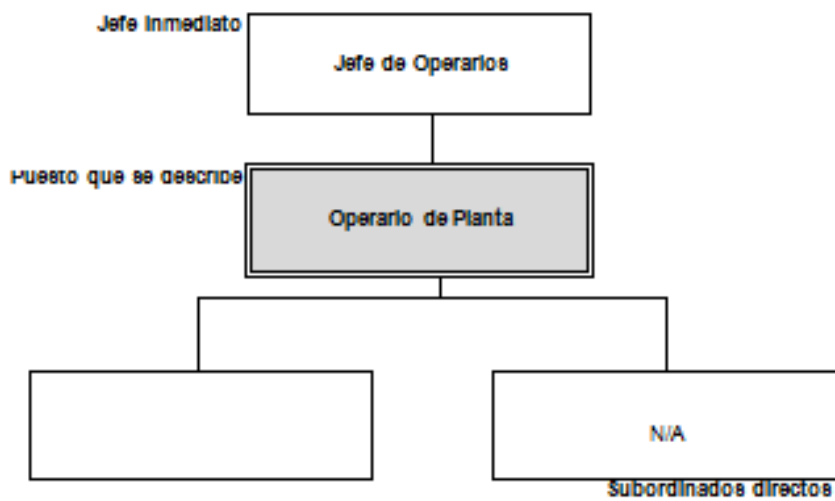 Jefe Inmediato
Jefe de Operarios
Puesto que se describe
Operario de Planta
N/A
Subordinados directos